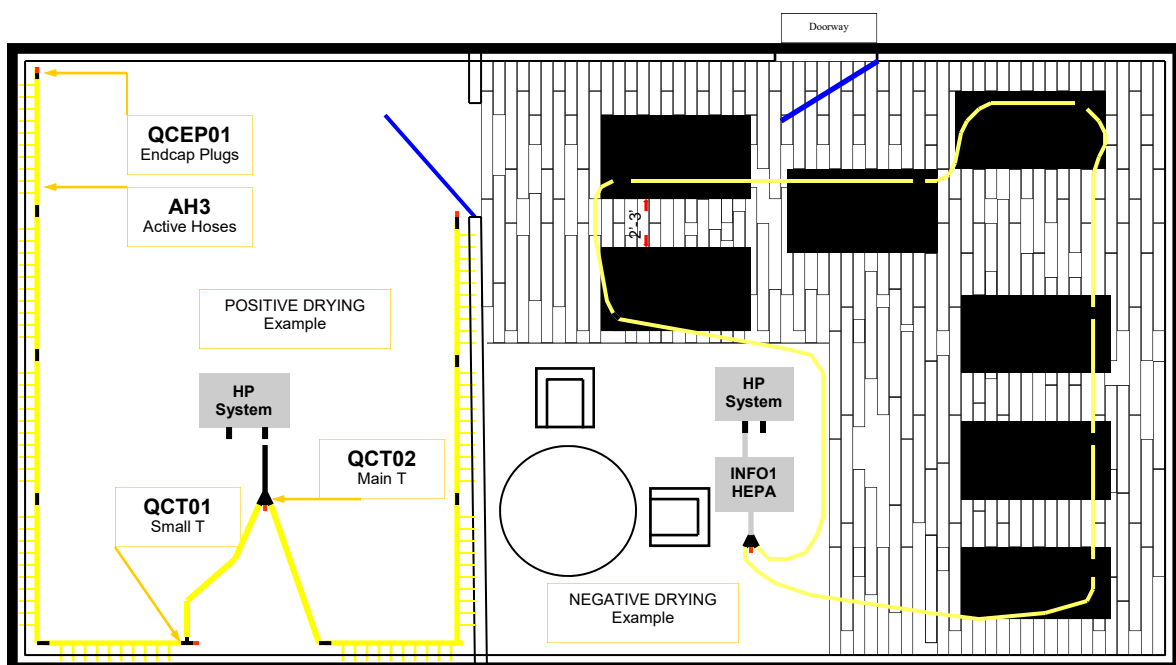 Doorway
QCEP01
Endcap Plugs
AH3
Active Hoses
2'-3'
POSITIVE DRYING
Example
HP
System
HP
System
QCT02
Main T
INFO1
HEPA
QCT01
Small T
NEGATIVE DRYING
Example